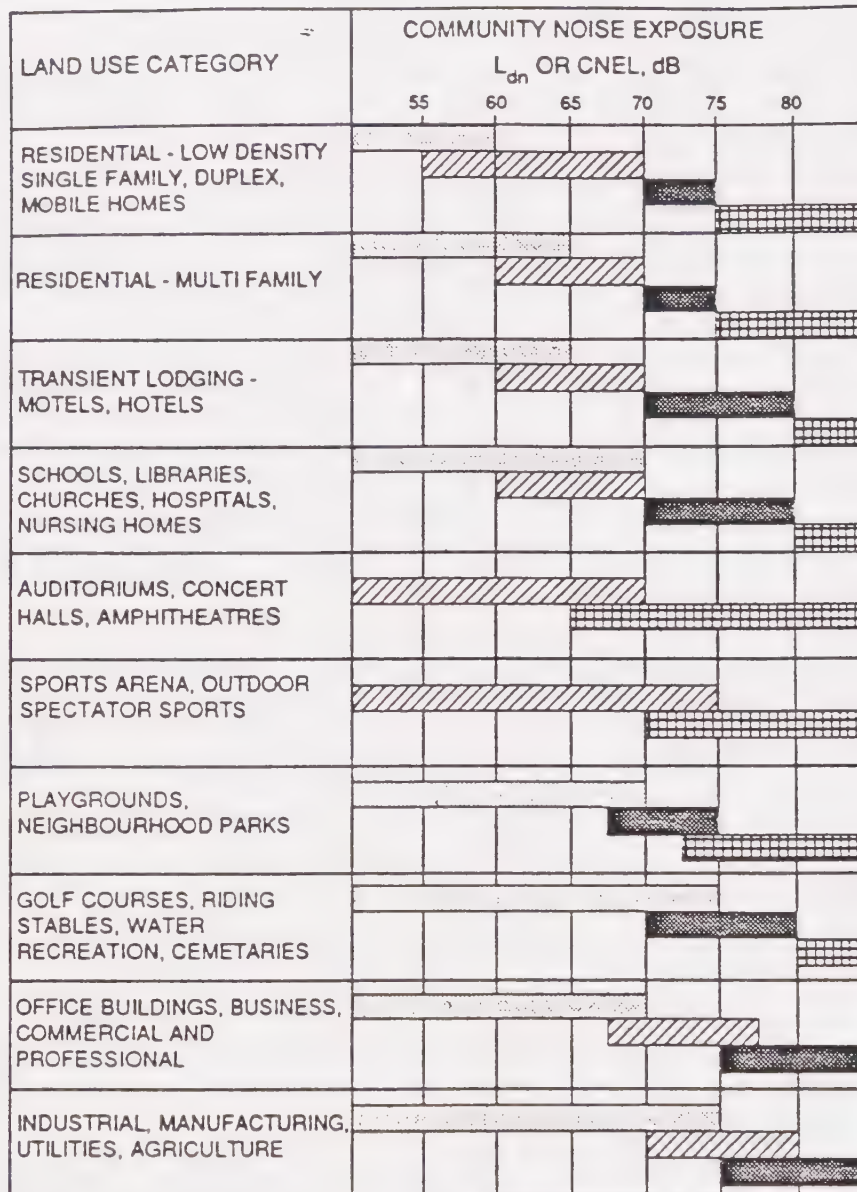 LAND USE CATEGORY
COMMUNITY NOISE EXPOSURE
Ldn OR CNEL, dB
55 60 65 70 75 80
RESIDENTIAL - LOW DENSITY
SINGLE FAMILY, DUPLEX,
MOBILE HOMES
RESIDENTIAL - MULTI FAMILY
TRANSIENT LODGING -
MOTELS, HOTELS
SCHOOLS, LIBRARIES,
CHURCHES, HOSPITALS,
NURSING HOMES
AUDITORIUMS, CONCERT
HALLS, AMPHITHEATRES
SPORTS ARENA, OUTDOOR
SPECTATOR SPORTS
PLAYGROUNDS,
NEIGHBOURHOOD PARKS
GOLF COURSES, RIDING
STABLES, WATER
RECREATION, CEMETARIES
OFFICE BUILDINGS, BUSINESS,
COMMERCIAL AND
PROFESSIONAL
INDUSTRIAL, MANUFACTURING,
UTILITIES, AGRICULTURE